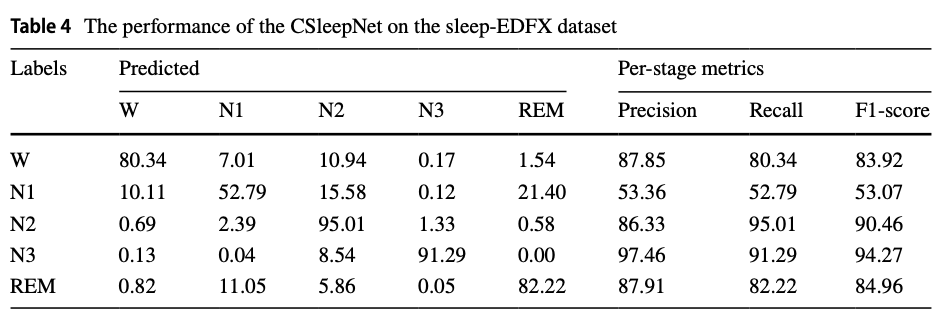 Table 4 The performance of the CSleepNet on the sleep-EDFX dataset
Labels Predicted Per-stage metrics
W N1 N2 N3 REM Precision Recall F1-score
W 80.34 7.01 10.94 0.17 1.54 87.85 80.34 83.92
N1 10.11 52.79 15.58 0.12 21.40 53.36 52.79 53.07
N2 0.69 2.39 95.01 1.33 0.58 86.33 95.01 90.46
N3 0.13 0.04 8.54 91.29 0.00 97.46 91.29 94.27
REM 0.82 11.05 5.86 0.05 82.22 87.91 82.22 84.96